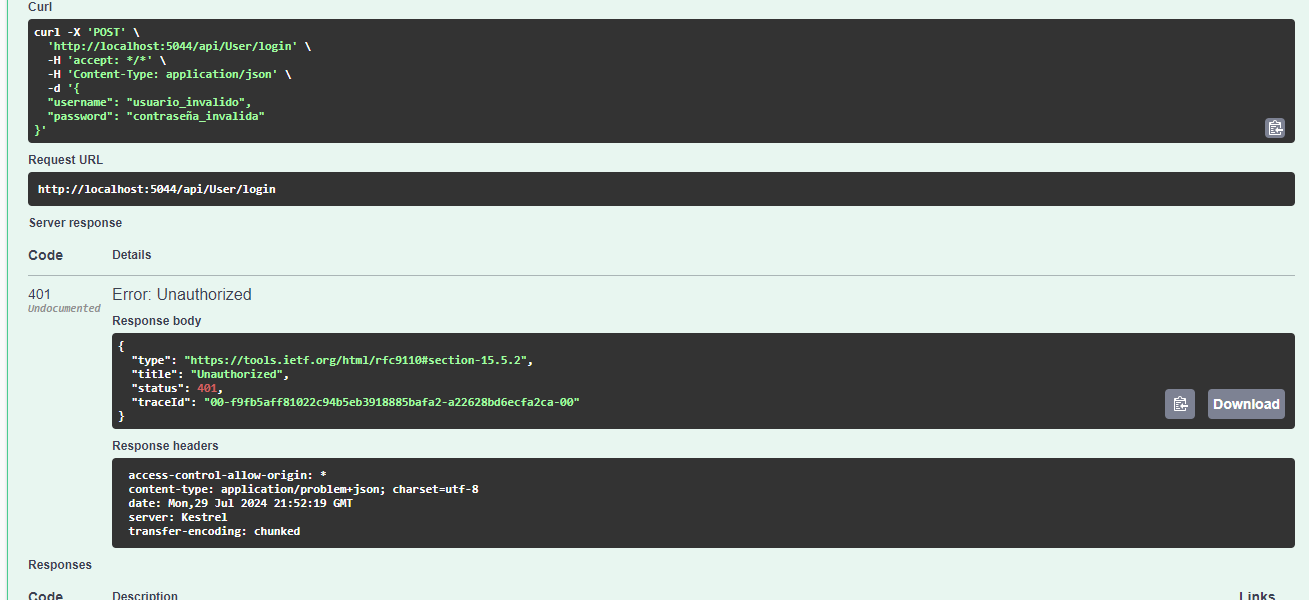 Curl
curl -X 'POST' \
'http://localhost:5044/api/User/login' \
-H 'accept: */*' \
-H 'Content-Type: application/json' \
-d '{
"username": "usuario_invalido",
"password": "contraseña_invalida"
}'
Request URL
http://localhost:5044/api/User/login
Server response
Code Details
401 Error: Unauthorized
Undocumented
Response body
{
"type": "https://tools.ietf.org/html/rfc9110#section-15.5.2",
"title": "Unauthorized",
"status": 401,
"traceId": "00-f9fb5aff81022c94b5eb3918885bafa2-a22628bd6ecfa2ca-00"
}
Download
Response headers
access-control-allow-origin: *
content-type: application/problem+json; charset=utf-8
date: Mon,29 Jul 2024 21:52:19 GMT
server: Kestrel
transfer-encoding: chunked
Responses
Code Description Links